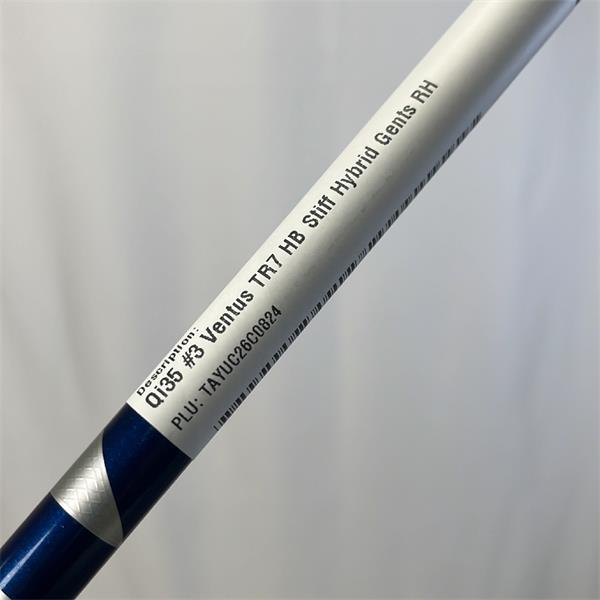 Description:
Qi35 #3 Ventus TR7 HB Stiff Hybrid Gents RH
PLU: TAYUC26C0824